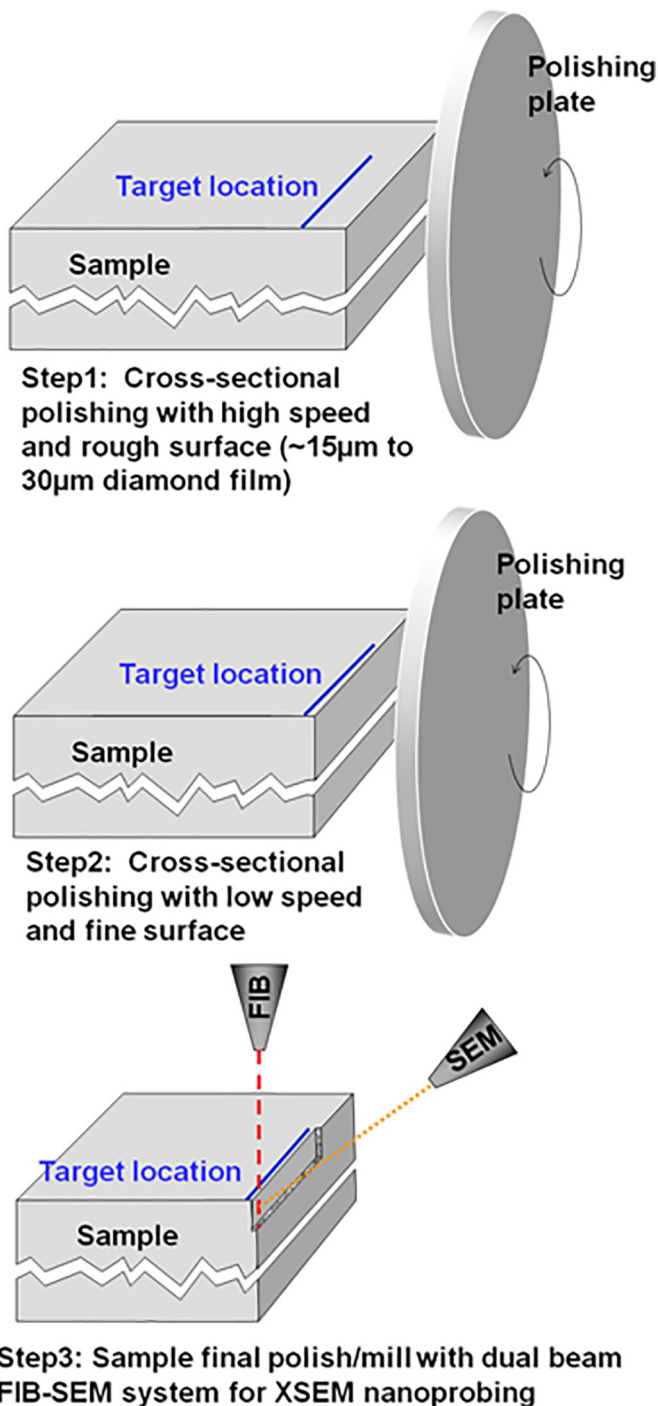 Polishing
plate
Target location
Sample
Step1:  Cross-sectional
polishing with high speed
and rough surface (~15µm to
30µm diamond film)
Polishing
plate
Target location
Sample
Step2:  Cross-sectional
polishing with low speed
and fine surface
FIB
SEM
Target location
Sample
Step3: Sample final polish/mill with dual beam
FIB-SEM system for XSEM nanoprobing